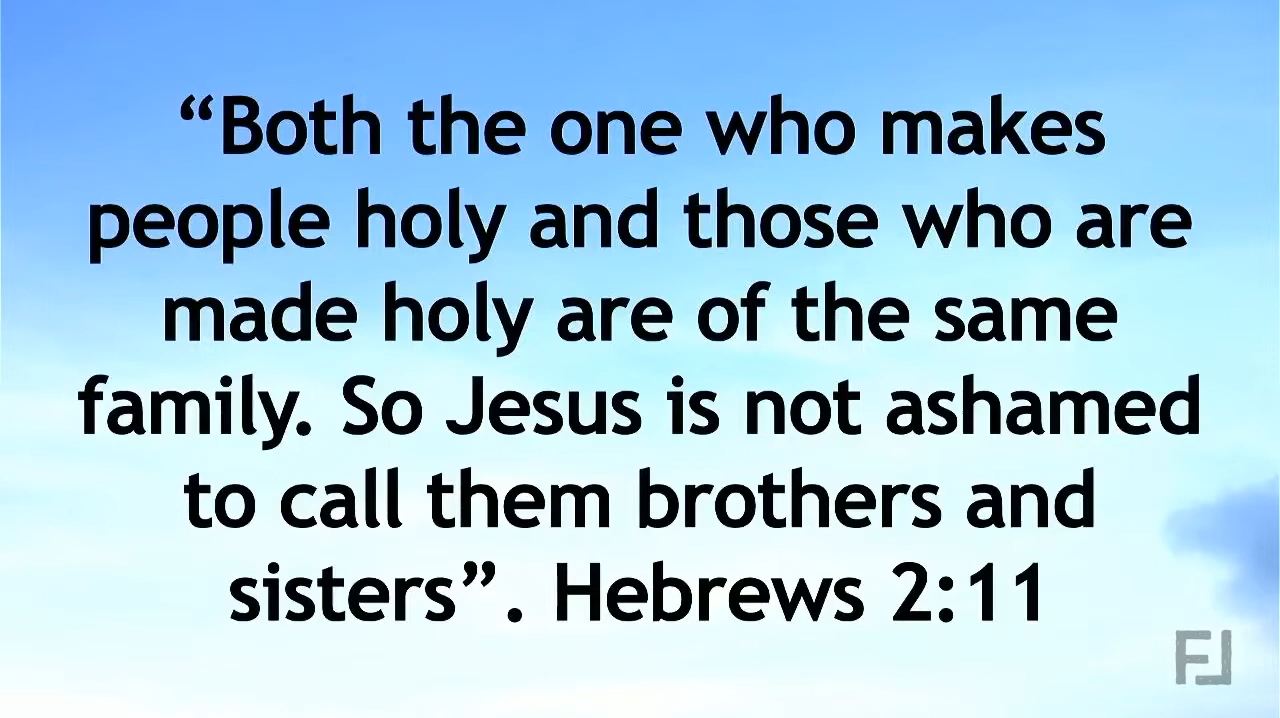 “Both the one who makes
people holy and those who are
made holy are of the same
family. So Jesus is not ashamed
to call them brothers and
sisters”. Hebrews 2:11